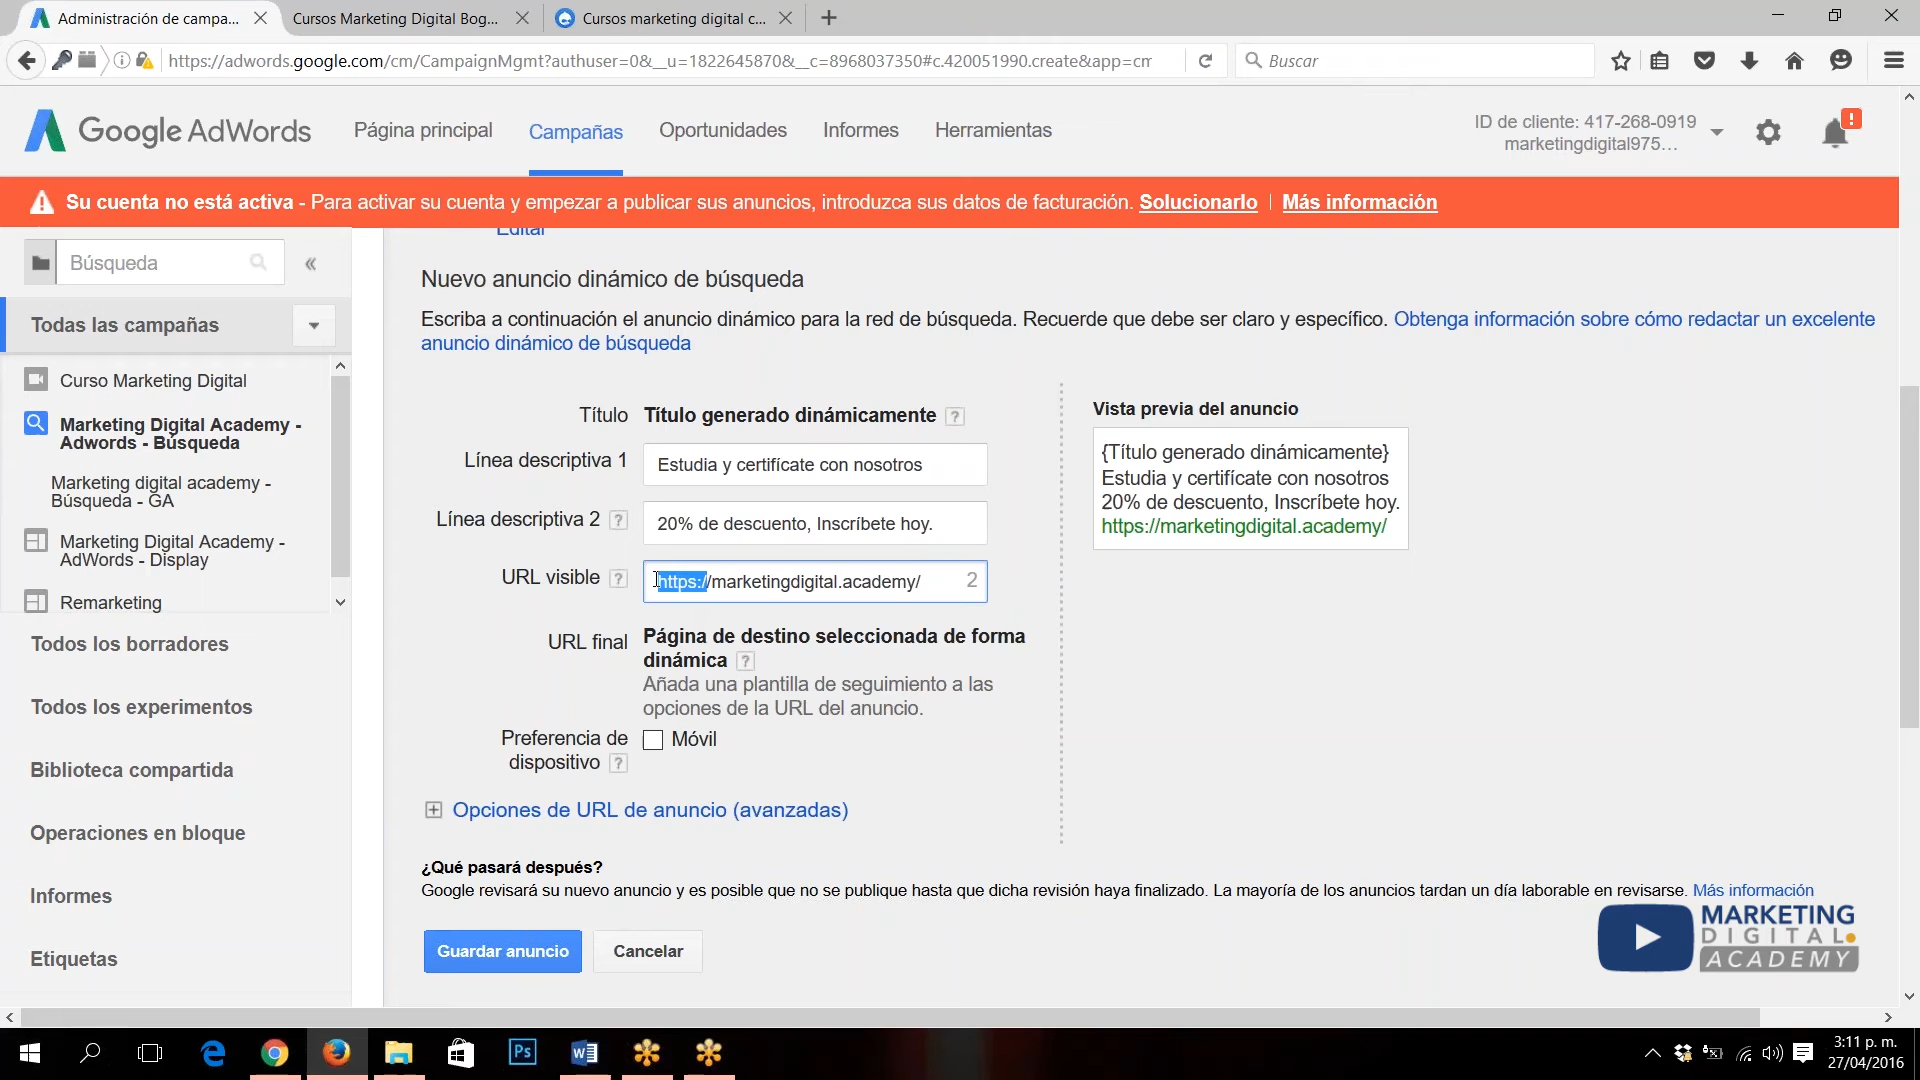 Administración de campa...
Cursos Marketing Digital Bog...
Cursos marketing digital c...
https://adwords.google.com/cm/CampaignMgmt?authuser=0&__u=1822645870&__c=8968037350#c.420051990.create&app=cm
Buscar
Google AdWords
Página principal
Campañas
Oportunidades
Informes
Herramientas
ID de cliente: 417-268-0919
marketingdigital975...
!
Su cuenta no está activa - Para activar su cuenta y empezar a publicar sus anuncios, introduzca sus datos de facturación. Solucionarlo | Más información
Búsqueda
«
Todas las campañas
Curso Marketing Digital
Marketing Digital Academy -
Adwords - Búsqueda
Marketing digital academy -
Búsqueda - GA
Marketing Digital Academy -
AdWords - Display
Remarketing
Todos los borradores
Todos los experimentos
Biblioteca compartida
Operaciones en bloque
Informes
Etiquetas
Editar
Nuevo anuncio dinámico de búsqueda
Escriba a continuación el anuncio dinámico para la red de búsqueda. Recuerde que debe ser claro y específico. Obtenga información sobre cómo redactar un excelente
anuncio dinámico de búsqueda
Título
Título generado dinámicamente ?
Línea descriptiva 1
Estudia y certifícate con nosotros
Línea descriptiva 2 ?
20% de descuento, Inscríbete hoy.
URL visible ?
https://marketingdigital.academy/
2
URL final
Página de destino seleccionada de forma
dinámica ?
Añada una plantilla de seguimiento a las
opciones de la URL del anuncio.
Preferencia de
dispositivo ?
Móvil
Opciones de URL de anuncio (avanzadas)
Vista previa del anuncio
{Título generado dinámicamente}
Estudia y certifícate con nosotros
20% de descuento, Inscríbete hoy.
https://marketingdigital.academy/
¿Qué pasará después?
Google revisará su nuevo anuncio y es posible que no se publique hasta que dicha revisión haya finalizado. La mayoría de los anuncios tardan un día laborable en revisarse. Más información
Guardar anuncio
Cancelar
MARKETING
DIGITAL
ACADEMY
Ps
3:11 p. m.
27/04/2016